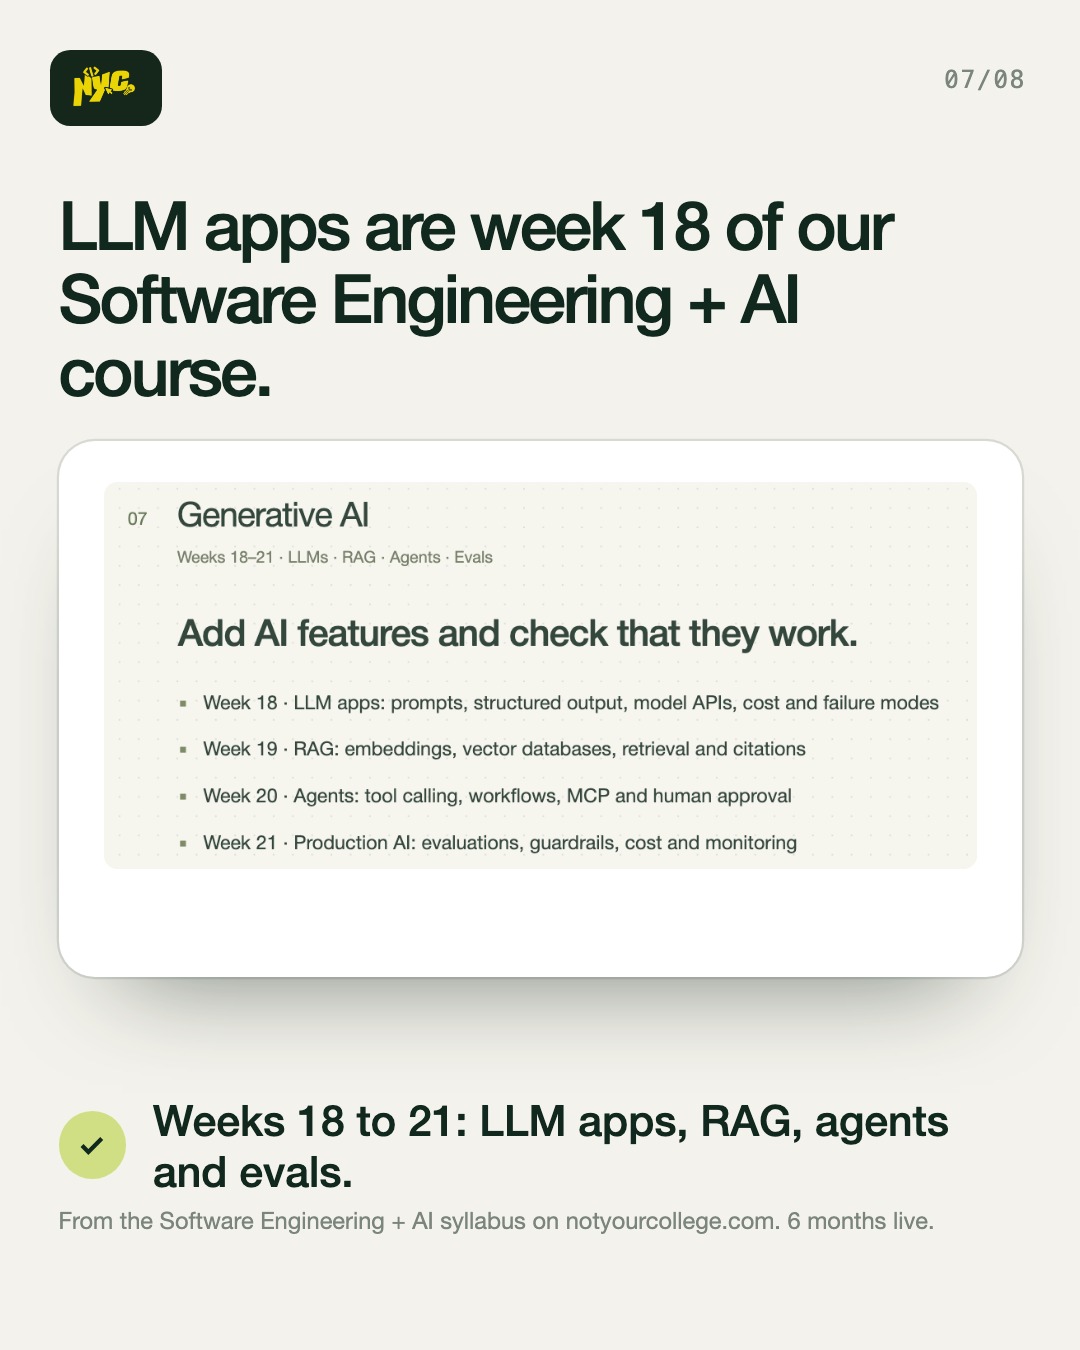 NYC
07/08
LLM apps are week 18 of our
Software Engineering + AI
course.
07 Generative AI
Weeks 18–21 · LLMs · RAG · Agents · Evals
Add AI features and check that they work.
▪ Week 18 · LLM apps: prompts, structured output, model APIs, cost and failure modes
▪ Week 19 · RAG: embeddings, vector databases, retrieval and citations
▪ Week 20 · Agents: tool calling, workflows, MCP and human approval
▪ Week 21 · Production AI: evaluations, guardrails, cost and monitoring
Weeks 18 to 21: LLM apps, RAG, agents
and evals.
From the Software Engineering + AI syllabus on notyourcollege.com. 6 months live.